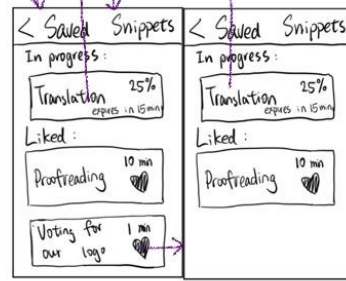 < Saved Snippets
In progress:
Translation 25%
expires in 15 min
Liked:
Proofreading 10 min
Voting for 1 min
our logo
< Saved Snippets
In progress:
Translation 25%
expires in 15 min
Liked:
Proofreading 10 min